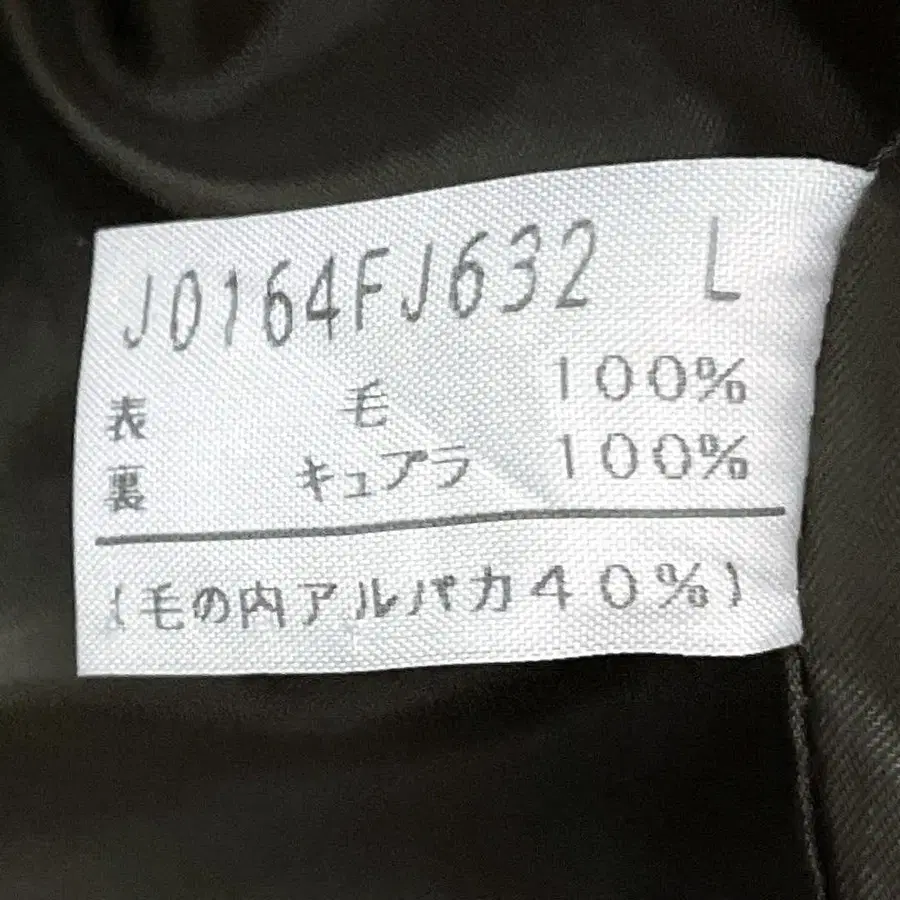 J0164FJ632 L
表 毛 100%
裏 キュプラ 100%
(毛の内アルパカ40%)